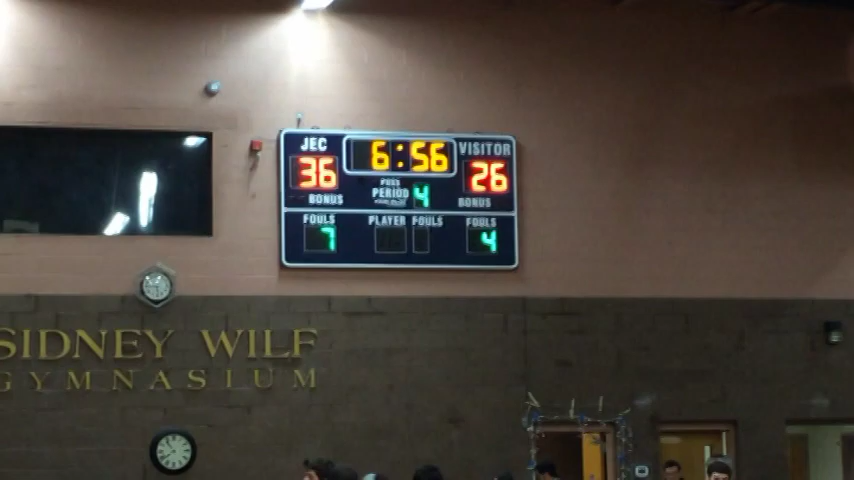 JEC
6:56
VISITOR
36
26
POSS
PERIOD 4
BONUS
BONUS
FOULS
PLAYER FOULS
FOULS
7
4
SIDNEY WILF
GYMNASIUM